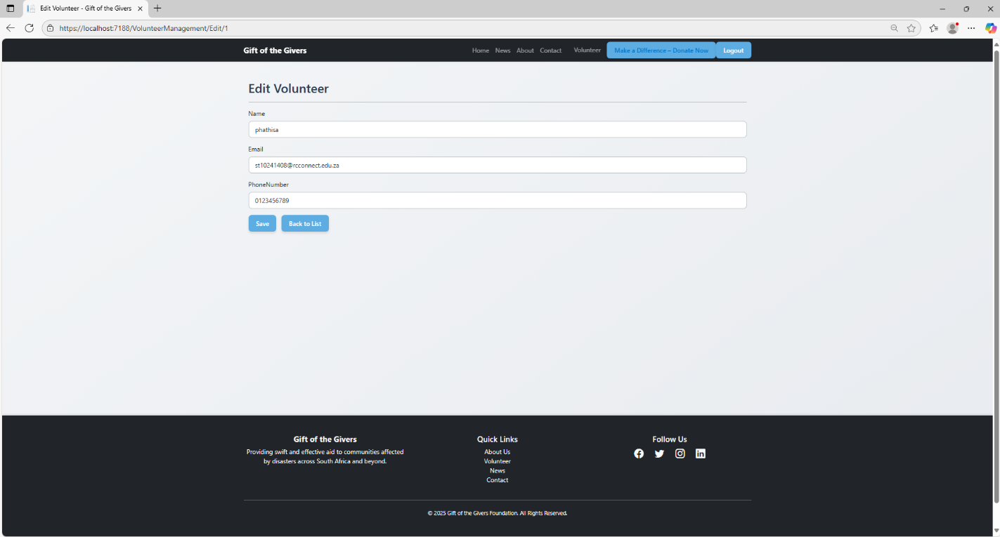 Edit Volunteer - Gift of the Givers
https://localhost:7188/VolunteerManagement/Edit/1
Gift of the Givers
Home News About Contact Volunteer Make a Difference – Donate Now Logout
Edit Volunteer
Name
phathisa
Email
st10241408@rcconnect.edu.za
PhoneNumber
0123456789
Save Back to List
Gift of the Givers
Providing swift and effective aid to communities affected
by disasters across South Africa and beyond.
Quick Links
About Us
Volunteer
News
Contact
Follow Us
© 2025 Gift of the Givers Foundation. All Rights Reserved.